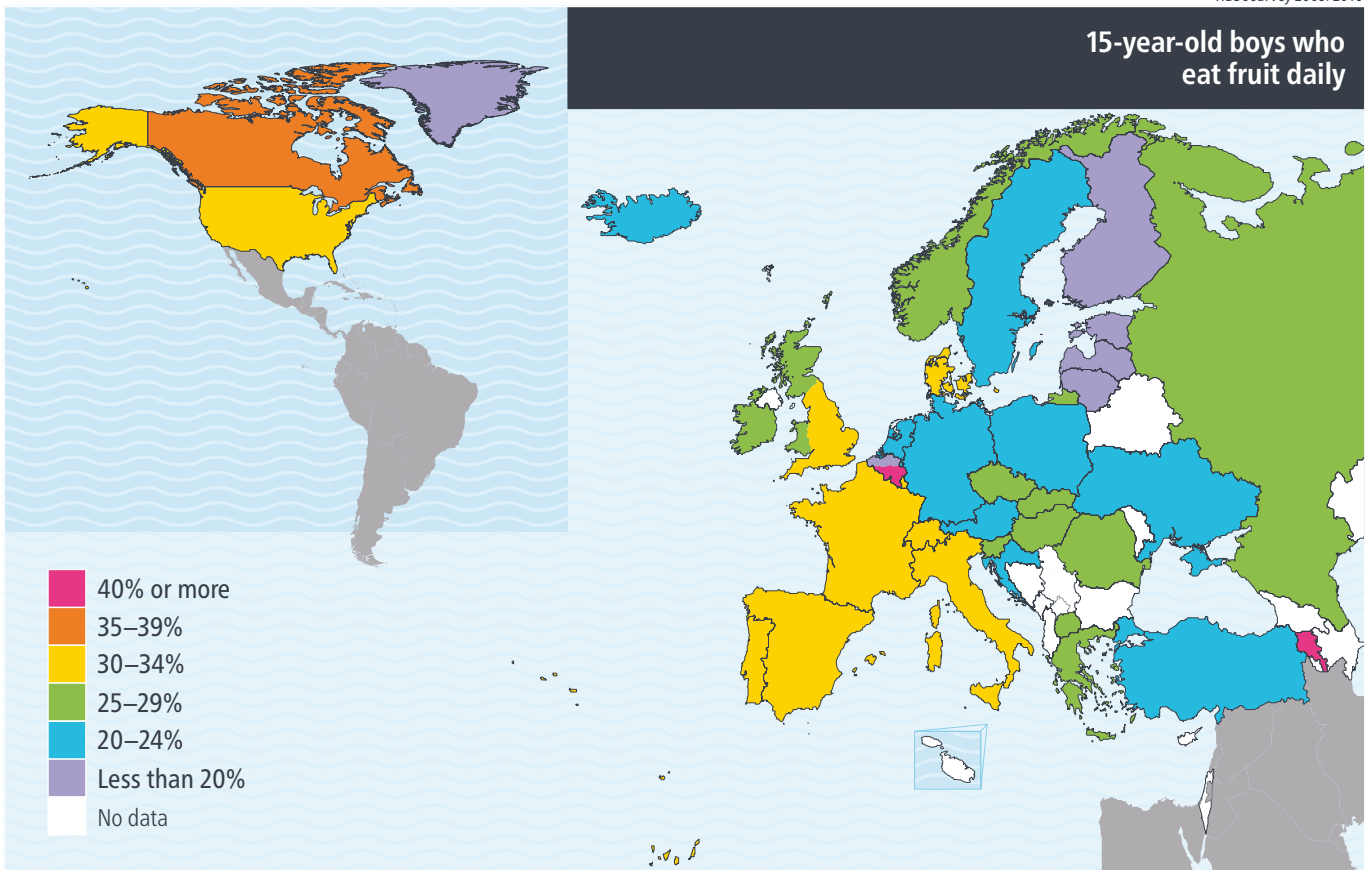 15-year-old boys who
eat fruit daily
40% or more
35–39%
30–34%
25–29%
20–24%
Less than 20%
No data